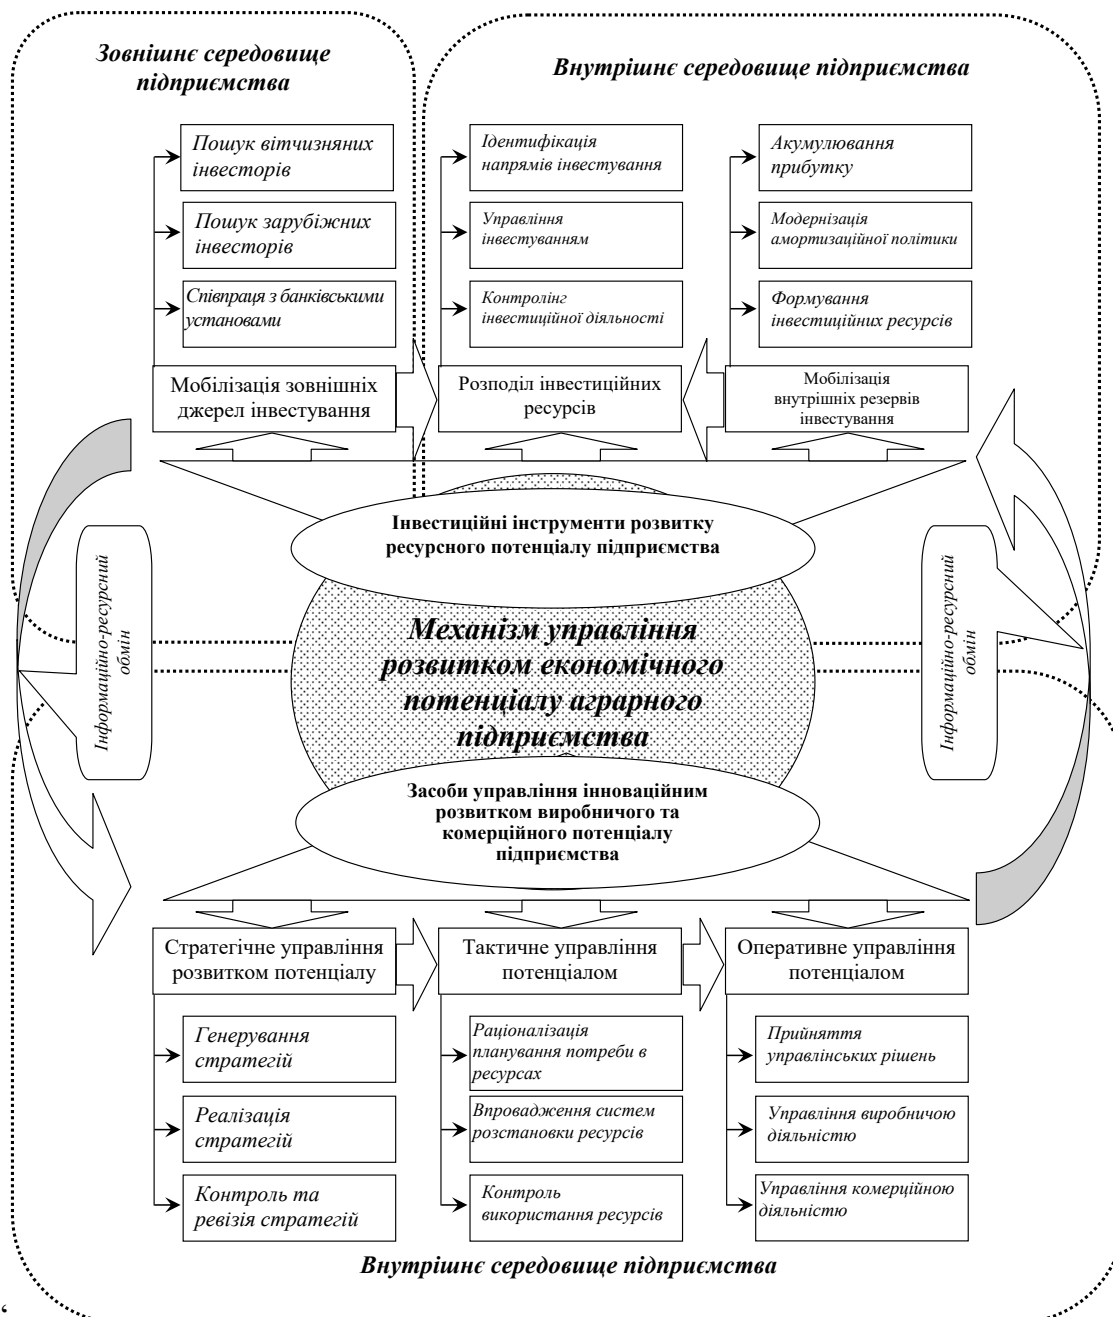 Зовнішнє середовище
підприємства
Внутрішнє середовище підприємства
Пошук вітчизняних
інвесторів
Пошук зарубіжних
інвесторів
Співпраця з банківськими
установами
Мобілізація зовнішніх
джерел інвестування
Ідентифікація
напрямів інвестування
Управління
інвестуванням
Контролінг
інвестиційної діяльності
Розподіл інвестиційних
ресурсів
Акумулювання
прибутку
Модернізація
амортизаційної політики
Формування
інвестиційних ресурсів
Мобілізація
внутрішніх резервів
інвестування
Інвестиційні інструменти розвитку
ресурсного потенціалу підприємства
Інформаційно-ресурсний
обмін
Механізм управління
розвитком економічного
потенціалу аграрного
підприємства
Інформаційно-ресурсний
обмін
Засоби управління інноваційним
розвитком виробничого та
комерційного потенціалу
підприємства
Стратегічне управління
розвитком потенціалу
Генерування
стратегій
Реалізація
стратегій
Контроль та
ревізія стратегій
Тактичне управління
потенціалом
Раціоналізація
планування потреби в
ресурсах
Впровадження систем
розстановки ресурсів
Контроль
використання ресурсів
Оперативне управління
потенціалом
Прийняття
управлінських рішень
Управління виробничою
діяльністю
Управління комерційною
діяльністю
Внутрішнє середовище підприємства
‘